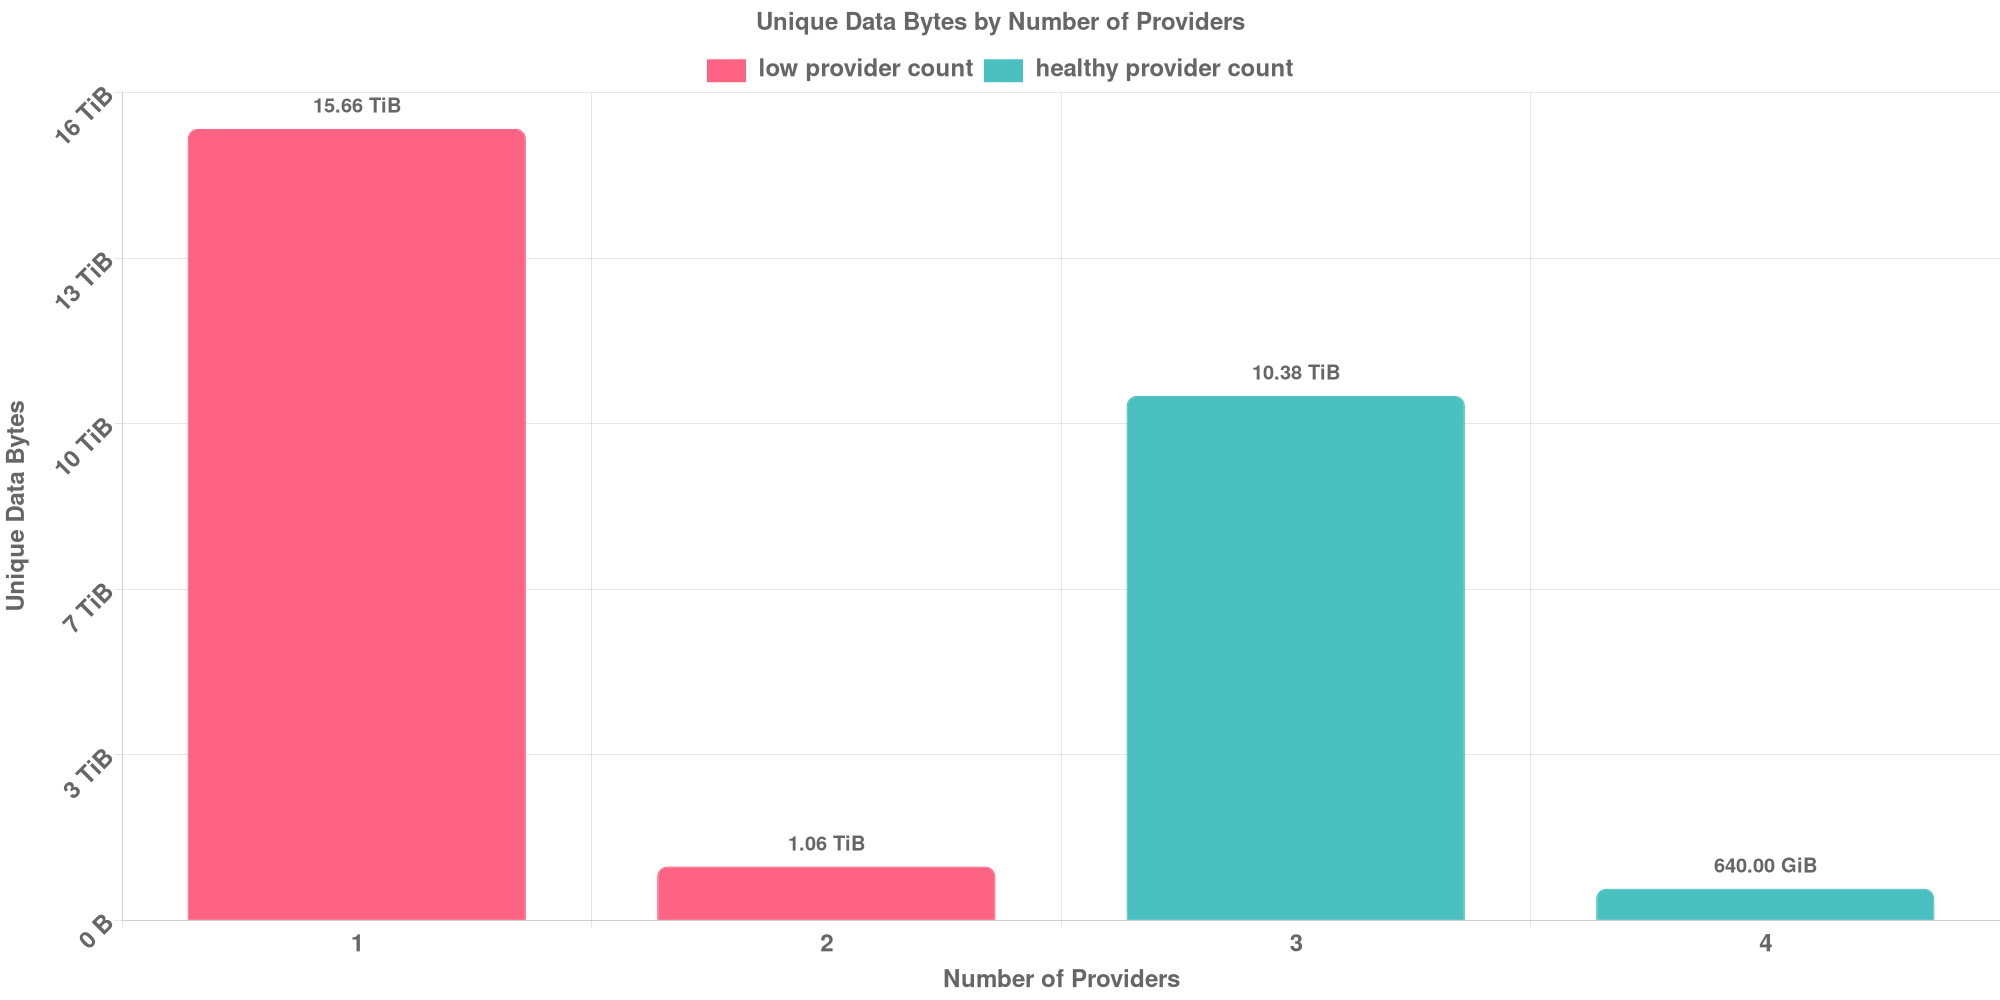 Unique Data Bytes by Number of Providers
low provider count healthy provider count
16 TiB
13 TiB
10 TiB
7 TiB
3 TiB
0 B
Unique Data Bytes
15.66 TiB
1.06 TiB
10.38 TiB
640.00 GiB
1 2 3 4
Number of Providers